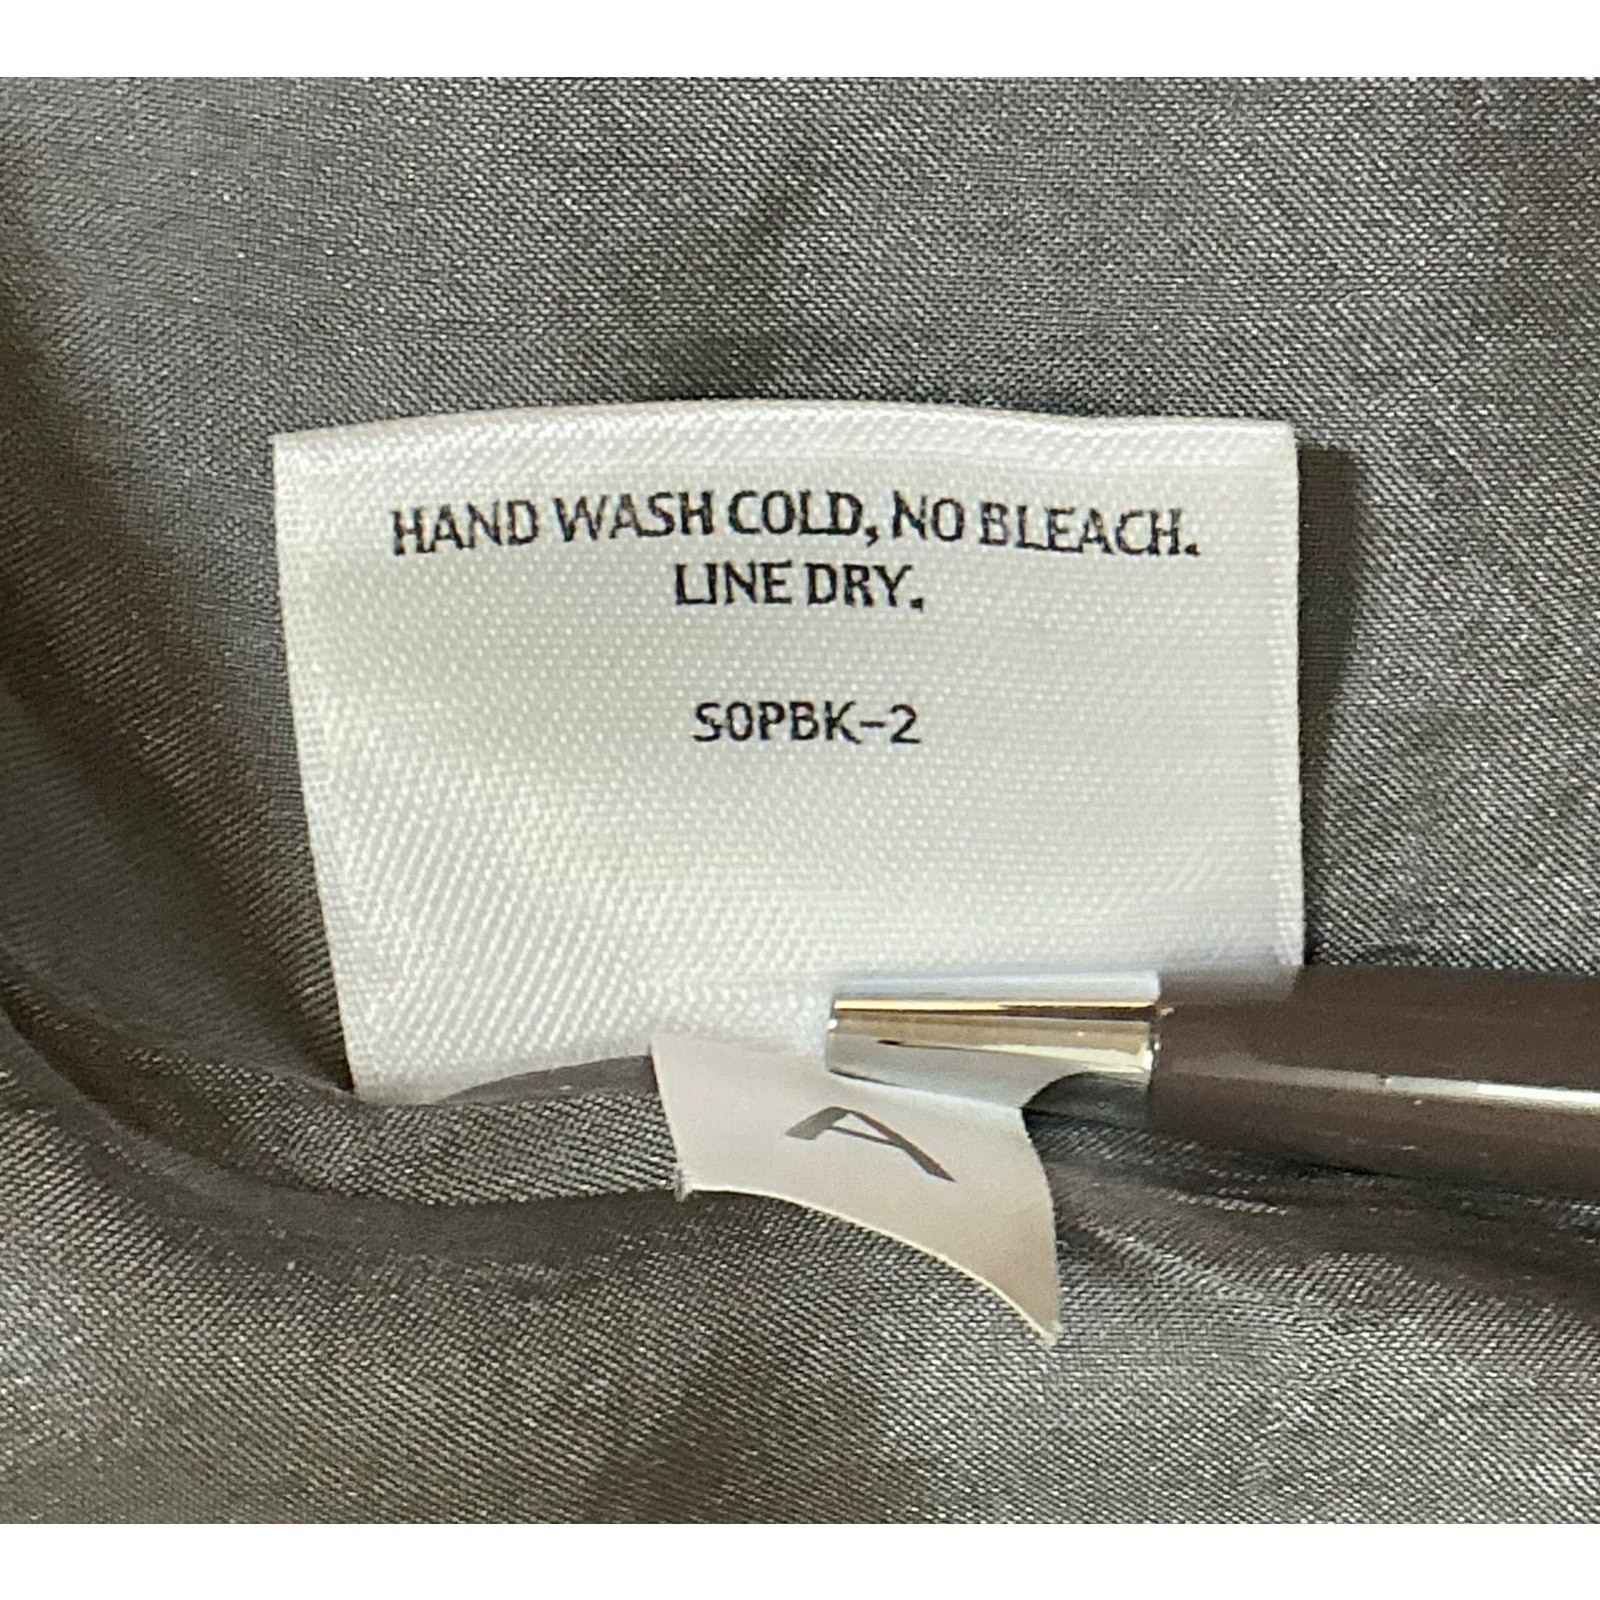 HAND WASH COLD, NO BLEACH.
LINE DRY.
S0PBK-2
A